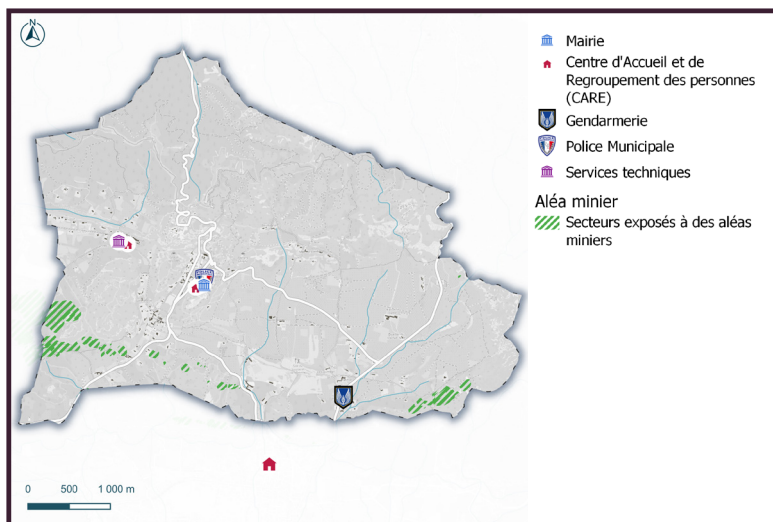 N
Mairie
Centre d'Accueil et de
Regroupement des personnes
(CARE)
Gendarmerie
Police Municipale
Services techniques
Aléa minier
Secteurs exposés à des aléas
miniers
0 500 1 000 m